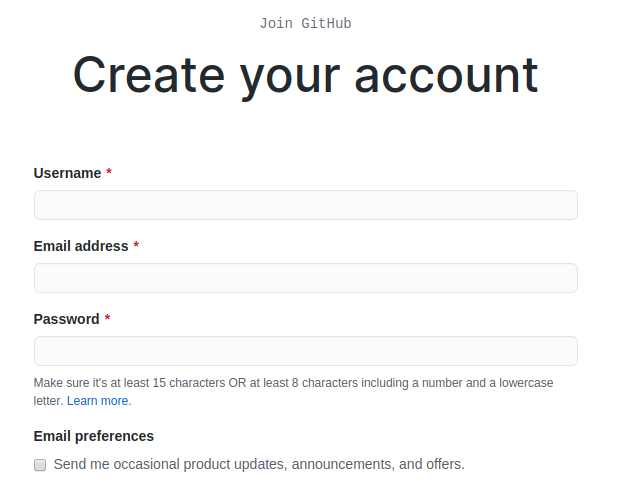 Join GitHub
Create your account
Username *
Email address *
Password *
Make sure it's at least 15 characters OR at least 8 characters including a number and a lowercase
letter. Learn more.
Email preferences
Send me occasional product updates, announcements, and offers.